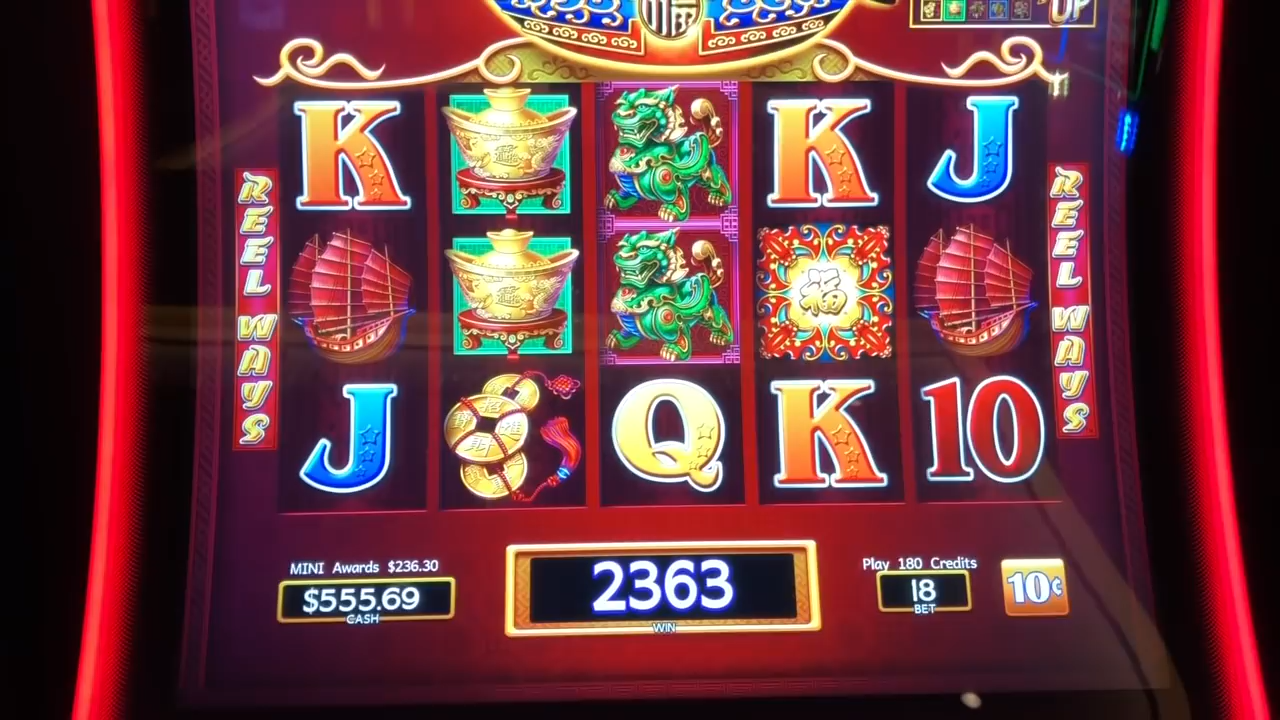 UP
K K J
REEL WAYS
福
REEL WAYS
J Q K 10
MINI Awards $236.30
$555.69
CASH
2363
WIN
Play 180 Credits
18
BET
10¢